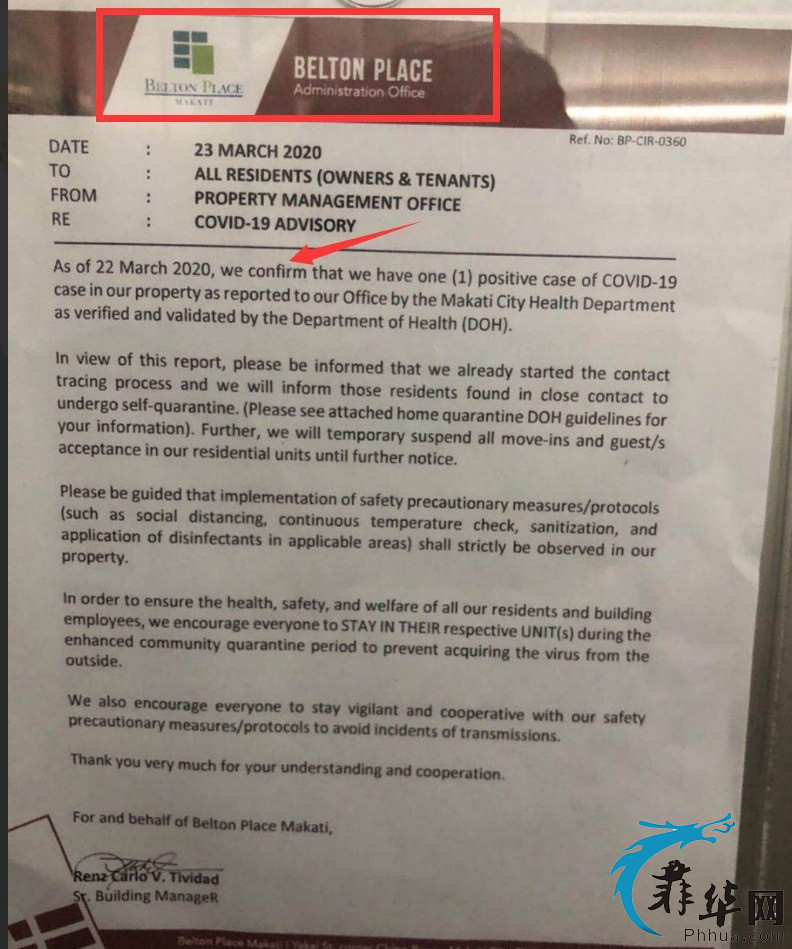 BELTON PLACE
MAKATI
BELTON PLACE
Administration Office
Ref. No: BP-CIR-0360
DATE : 23 MARCH 2020
TO : ALL RESIDENTS (OWNERS & TENANTS)
FROM : PROPERTY MANAGEMENT OFFICE
RE : COVID-19 ADVISORY
As of 22 March 2020, we confirm that we have one (1) positive case of COVID-19
case in our property as reported to our Office by the Makati City Health Department
as verified and validated by the Department of Health (DOH).
In view of this report, please be informed that we already started the contact
tracing process and we will inform those residents found in close contact to
undergo self-quarantine. (Please see attached home quarantine DOH guidelines for
your information). Further, we will temporary suspend all move-ins and guest/s
acceptance in our residential units until further notice.
Please be guided that implementation of safety precautionary measures/protocols
(such as social distancing, continuous temperature check, sanitization, and
application of disinfectants in applicable areas) shall strictly be observed in our
property.
In order to ensure the health, safety, and welfare of all our residents and building
employees, we encourage everyone to STAY IN THEIR respective UNIT(s) during the
enhanced community quarantine period to prevent acquiring the virus from the
outside.
We also encourage everyone to stay vigilant and cooperative with our safety
precautionary measures/protocols to avoid incidents of transmissions.
Thank you very much for your understanding and cooperation.
For and behalf of Belton Place Makati,
Renz Carlo V. Tividad
Sr. Building ManageR
Belton Place Makati | Yakal St. corner
菲华网
Phhua.com